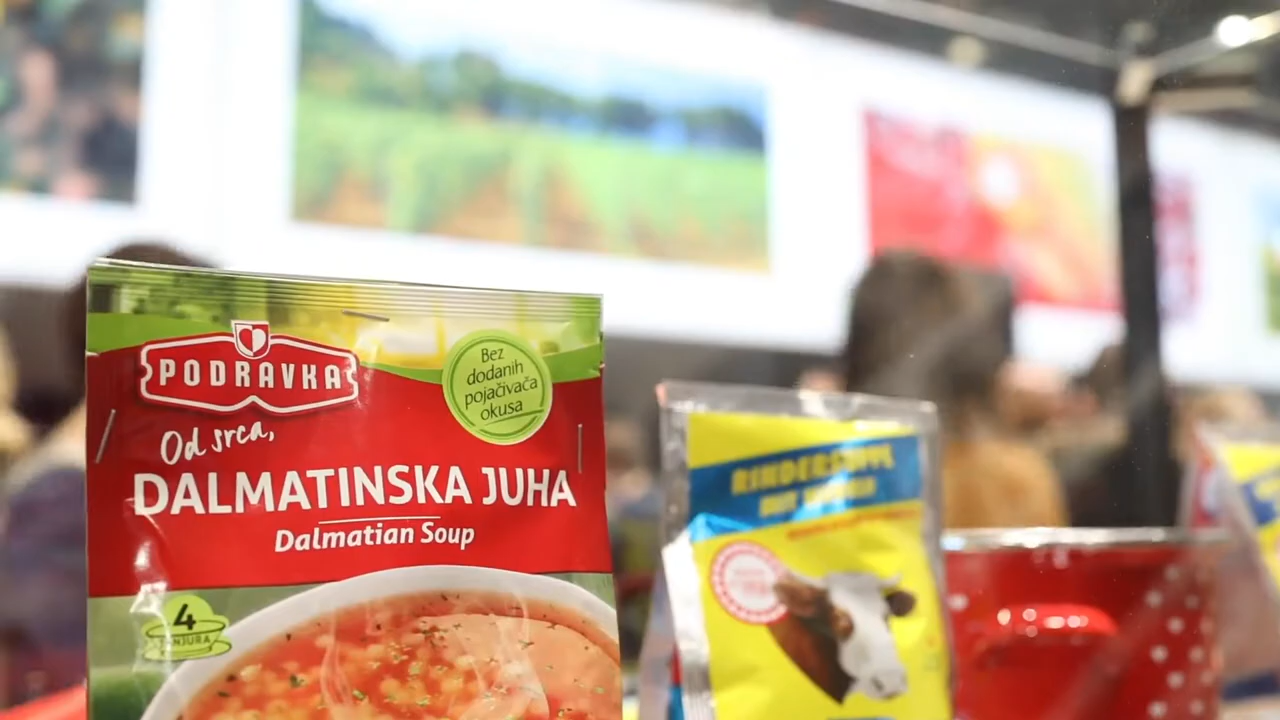 PODRAVKA
Bez
dodanih
pojačivača
okusa
Od srca,
DALMATINSKA JUHA
Dalmatian Soup
4
TANJURA